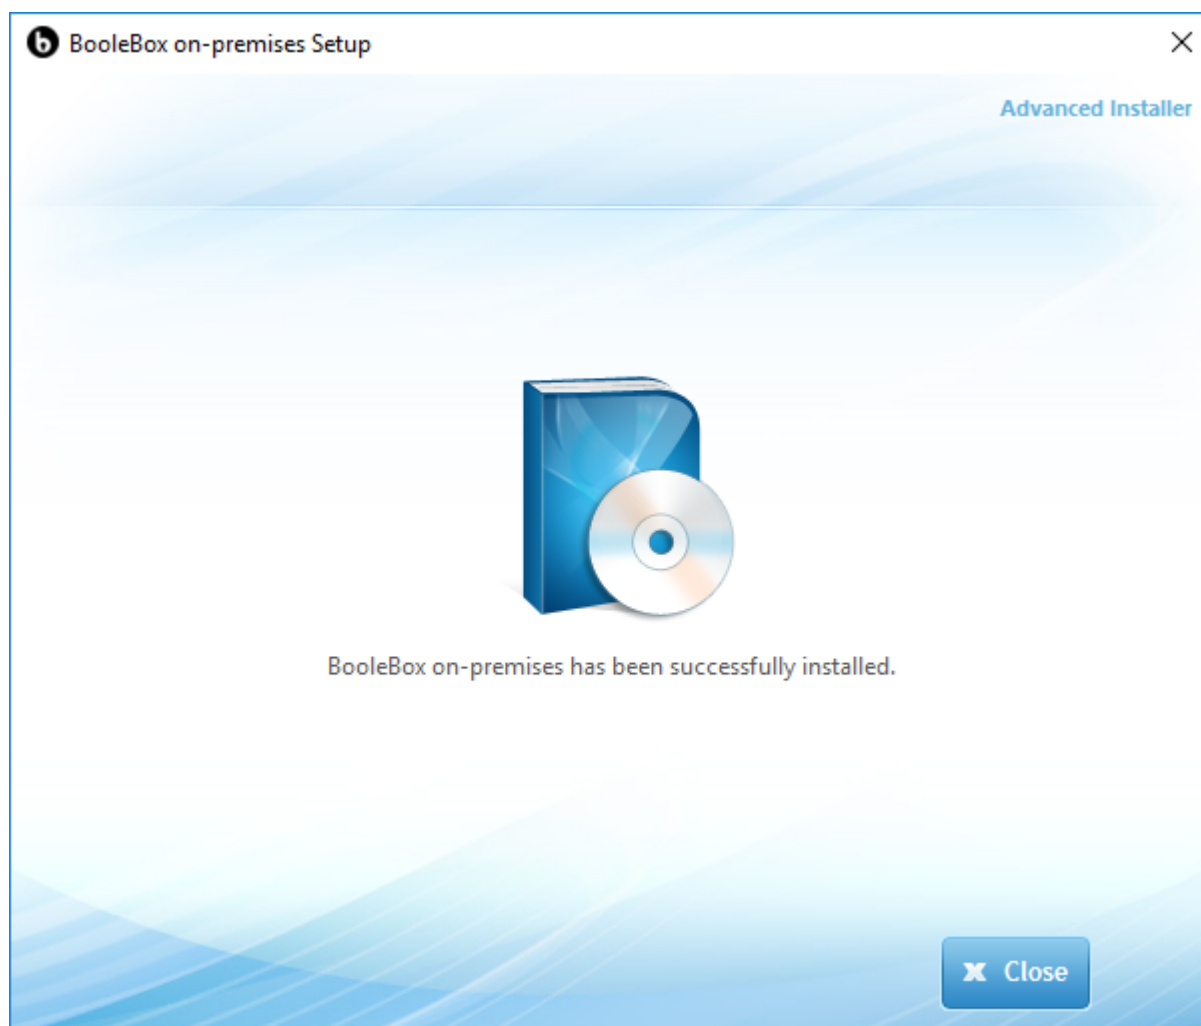 BooleBox on-premises Setup
Advanced Installer
BooleBox on-premises has been successfully installed.
Close